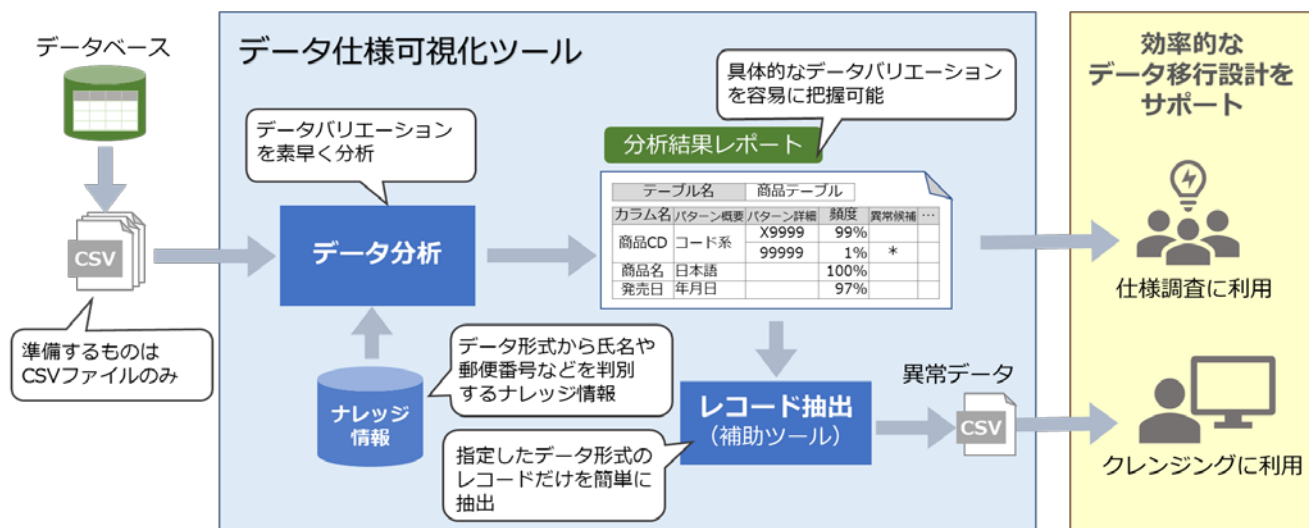 データベース
CSV
準備するものは
CSVファイルのみ
データ仕様可視化ツール
データバリエーション
を素早く分析
データ分析
ナレッジ
情報
データ形式から氏名や
郵便番号などを判別
するナレッジ情報
具体的なデータバリエーション
を容易に把握可能
分析結果レポート
テーブル名 商品テーブル
カラム名 パターン概要 パターン詳細 頻度 異常候補 …
商品CD コード系 X9999 99%
99999 1% *
商品名 日本語 100%
発売日 年月日 97%
レコード抽出
(補助ツール)
指定したデータ形式の
レコードだけを簡単に
抽出
異常データ
CSV
効率的な
データ移行設計を
サポート
仕様調査に利用
クレンジングに利用